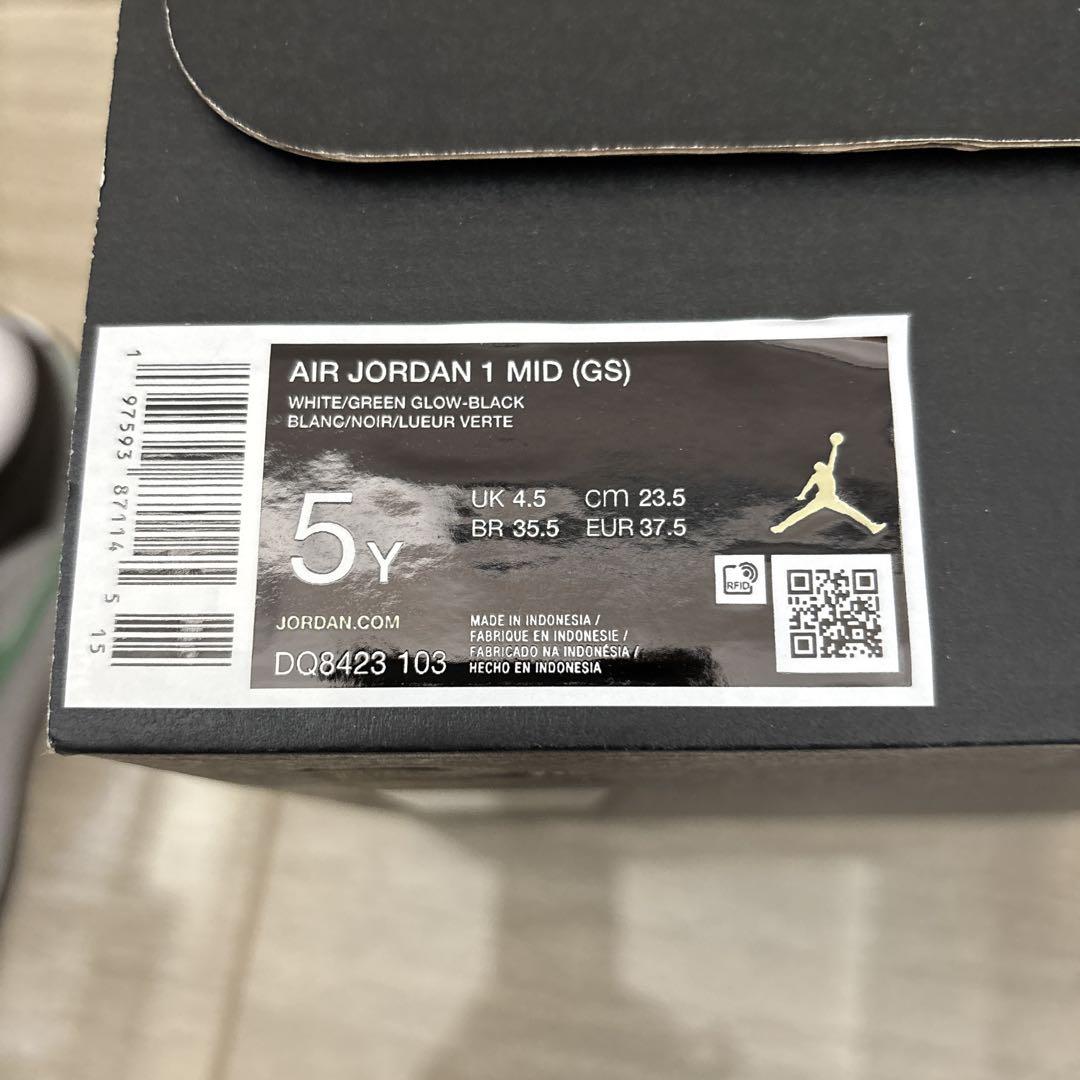 AIR JORDAN 1 MID (GS)
WHITE/GREEN GLOW-BLACK
BLANC/NOIR/LUEUR VERTE
5Y
UK 4.5 cm 23.5
BR 35.5 EUR 37.5
RFID
JORDAN.COM
DQ8423 103
MADE IN INDONESIA /
FABRIQUE EN INDONESIE /
FABRICADO NA INDONÉSIA /
HECHO EN INDONESIA
1 97593 87114 5 15